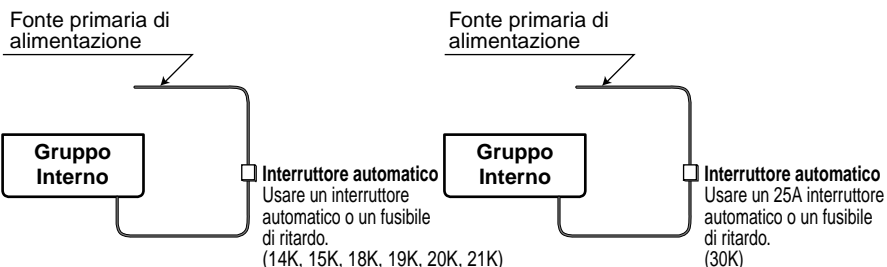 Fonte primaria di
alimentazione
Gruppo
Interno
Interruttore automatico
Usare un interruttore
automatico o un fusibile
di ritardo.
(14K, 15K, 18K, 19K, 20K, 21K)
Fonte primaria di
alimentazione
Gruppo
Interno
Interruttore automatico
Usare un 25A interruttore
automatico o un fusibile
di ritardo.
(30K)